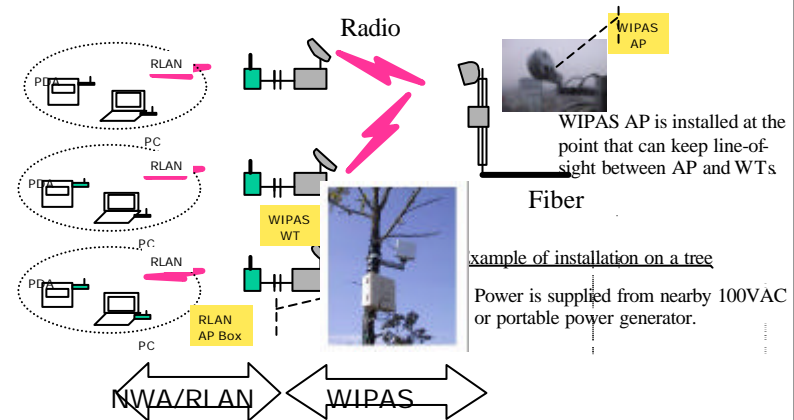 Radio
WIPAS
AP
RLAN
PDA
PC
WIPAS AP is installed at the
point that can keep line-of-
sight between AP and WTs.
RLAN
PDA
PC
Fiber
WIPAS
WT
RLAN
PDA
PC
xample of installation on a tree
Power is supplied from nearby 100VAC
or portable power generator.
RLAN
AP Box
NWA/RLAN
WIPAS